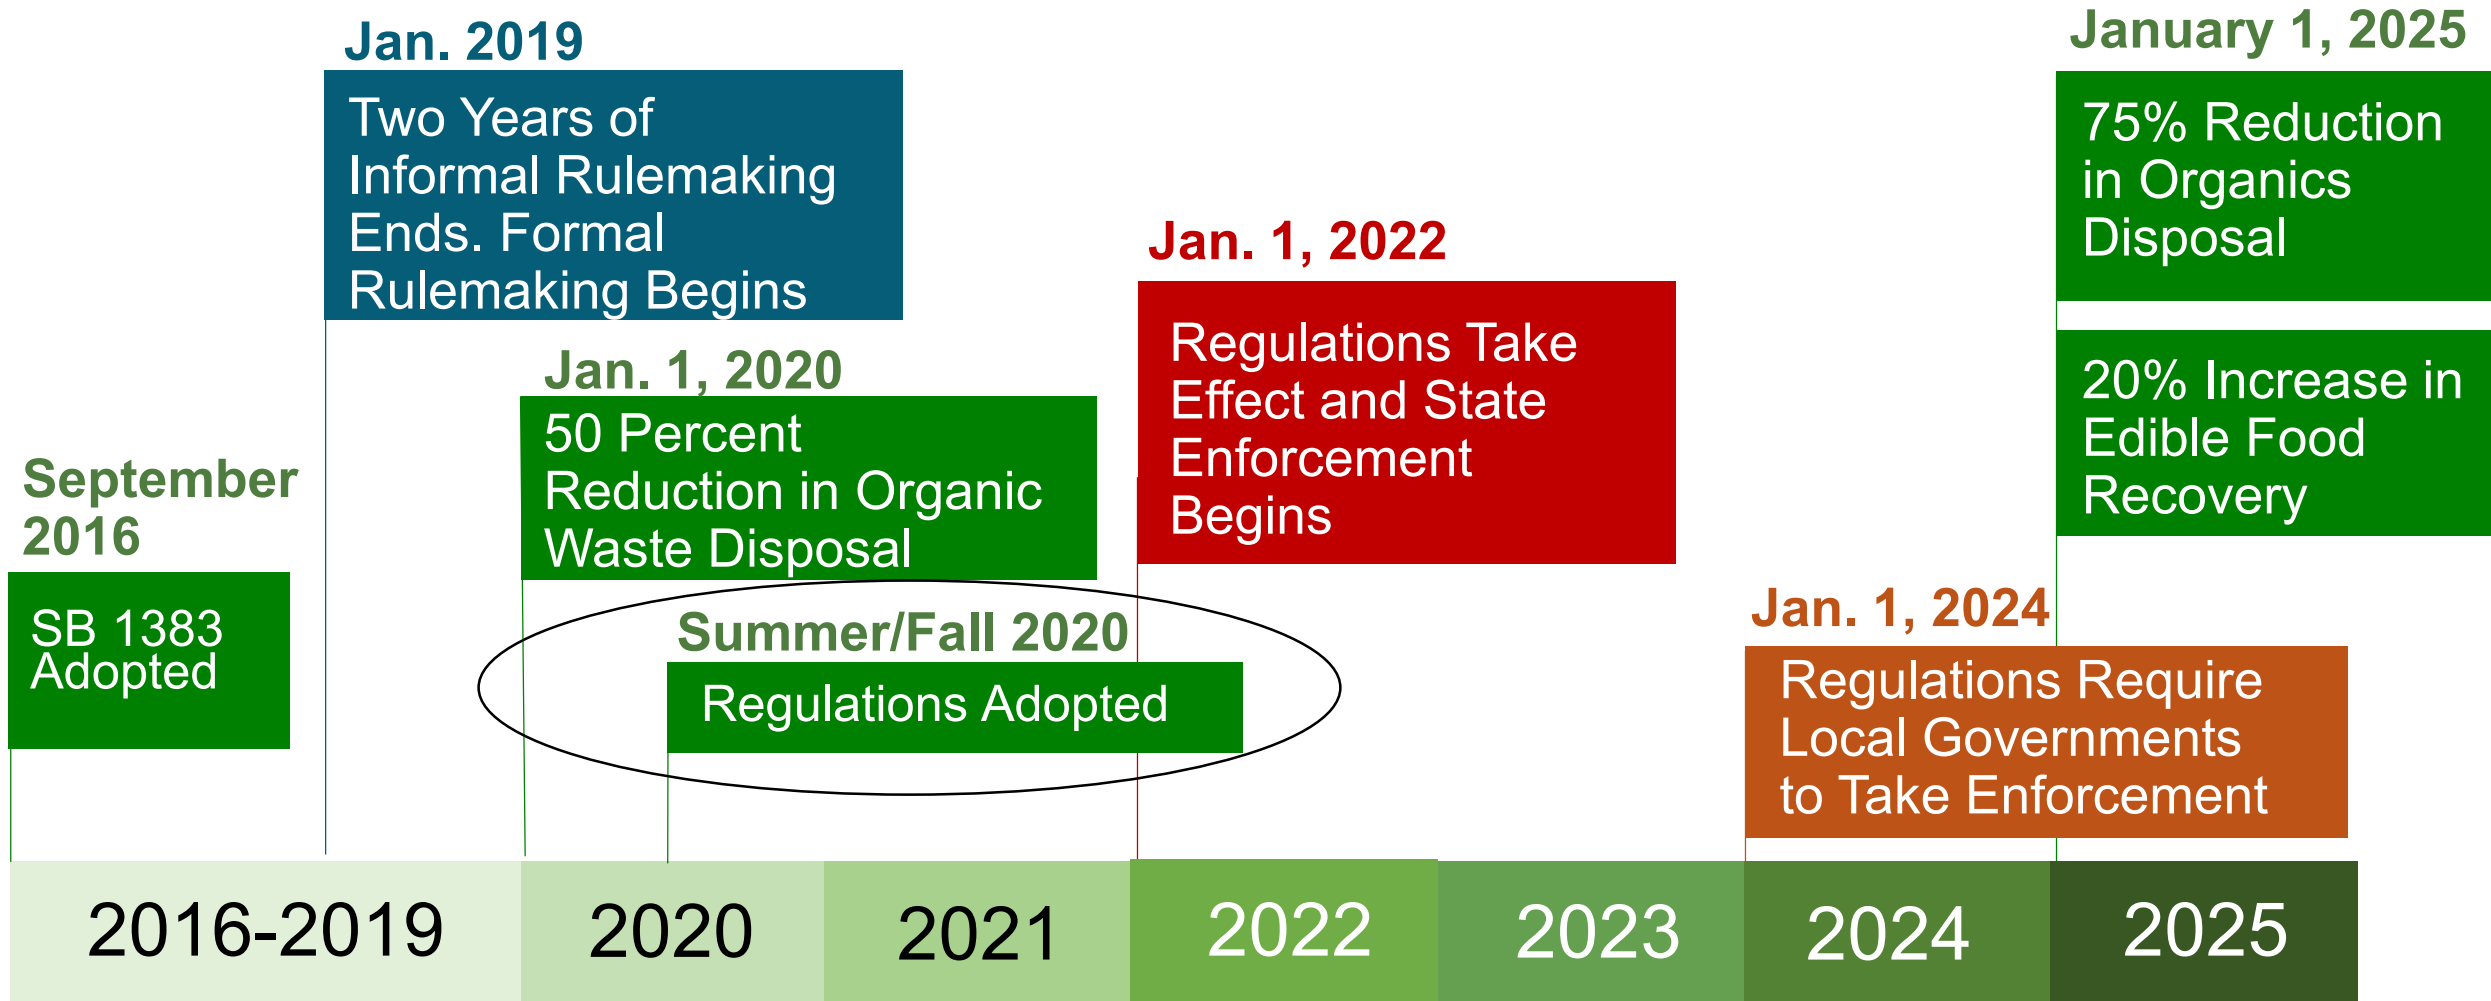 September
2016
SB 1383
Adopted
Jan. 2019
Two Years of
Informal Rulemaking
Ends. Formal
Rulemaking Begins
Jan. 1, 2020
50 Percent
Reduction in Organic
Waste Disposal
Summer/Fall 2020
Regulations Adopted
Jan. 1, 2022
Regulations Take
Effect and State
Enforcement
Begins
Jan. 1, 2024
Regulations Require
Local Governments
to Take Enforcement
January 1, 2025
75% Reduction
in Organics
Disposal
20% Increase in
Edible Food
Recovery
2016-2019
2020
2021
2022
2023
2024
2025